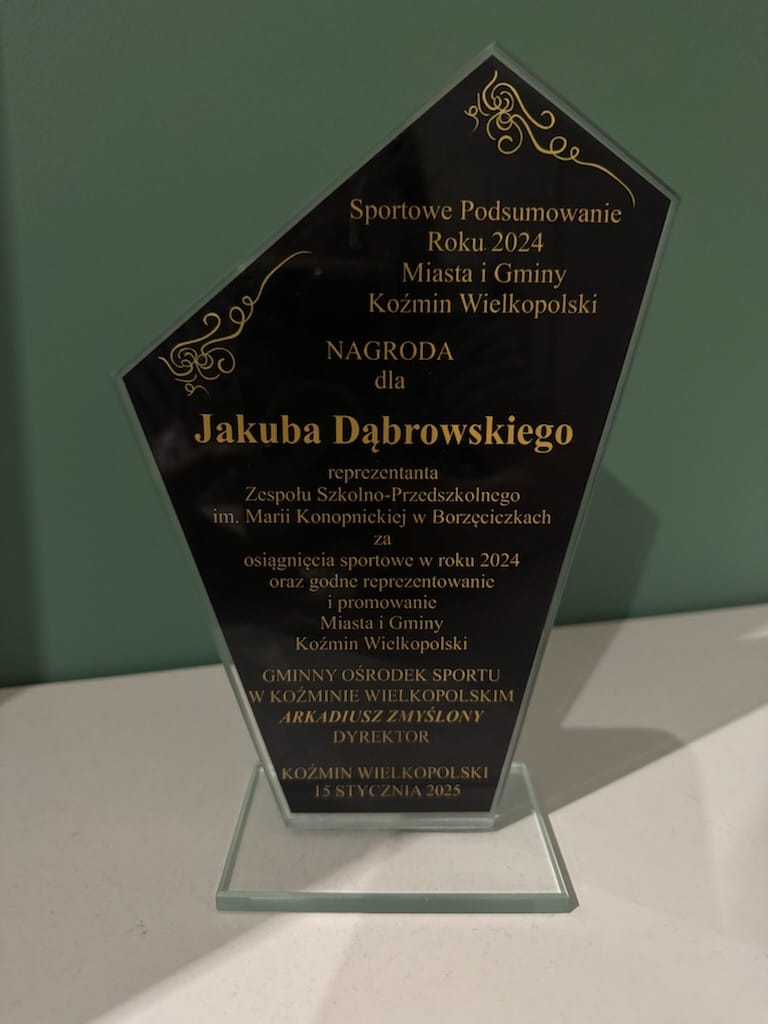 Sportowe Podsumowanie
Roku 2024
Miasta i Gminy
Koźmin Wielkopolski
NAGRODA
dla
Jakuba Dąbrowskiego
reprezentanta
Zespołu Szkolno-Przedszkolnego
im. Marii Konopnickiej w Borzęciczkach
za
osiągnięcia sportowe w roku 2024
oraz godne reprezentowanie
i promowanie
Miasta i Gminy
Koźmin Wielkopolski
GMINNY OŚRODEK SPORTU
W KOŹMINIE WIELKOPOLSKIM
ARKADIUSZ ZMYŚLONY
DYREKTOR
KOŹMIN WIELKOPOLSKI
15 STYCZNIA 2025